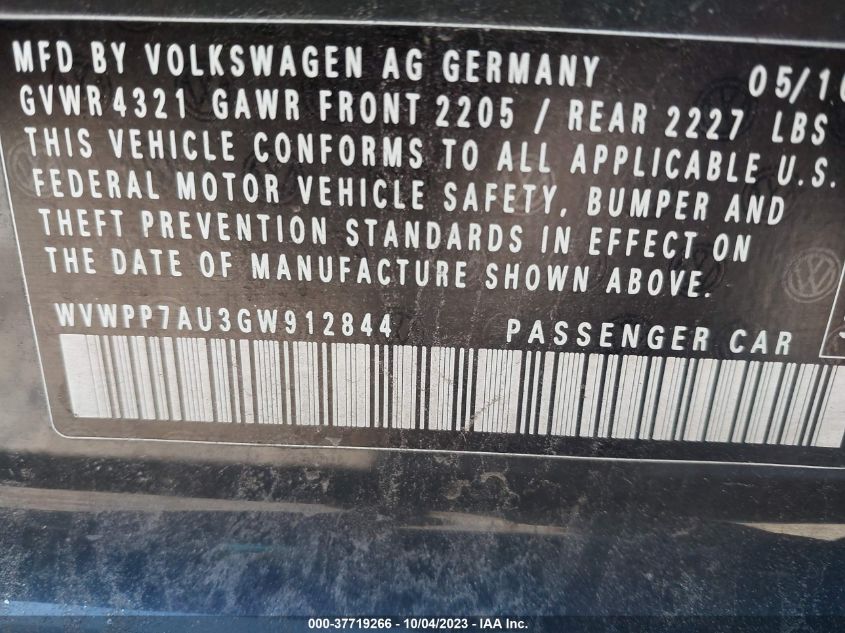 MFD BY VOLKSWAGEN AG GERMANY
GVWR 4321 GAWR FRONT 2205 / REAR 2227 LBS
THIS VEHICLE CONFORMS TO ALL APPLICABLE U.S.
FEDERAL MOTOR VEHICLE SAFETY, BUMPER AND
THEFT PREVENTION STANDARDS IN EFFECT ON
THE DATE OF MANUFACTURE SHOWN ABOVE.
WVWPP7AU3GW912844 PASSENGER CAR
000-37719266 - 10/04/2023 - IAA Inc.